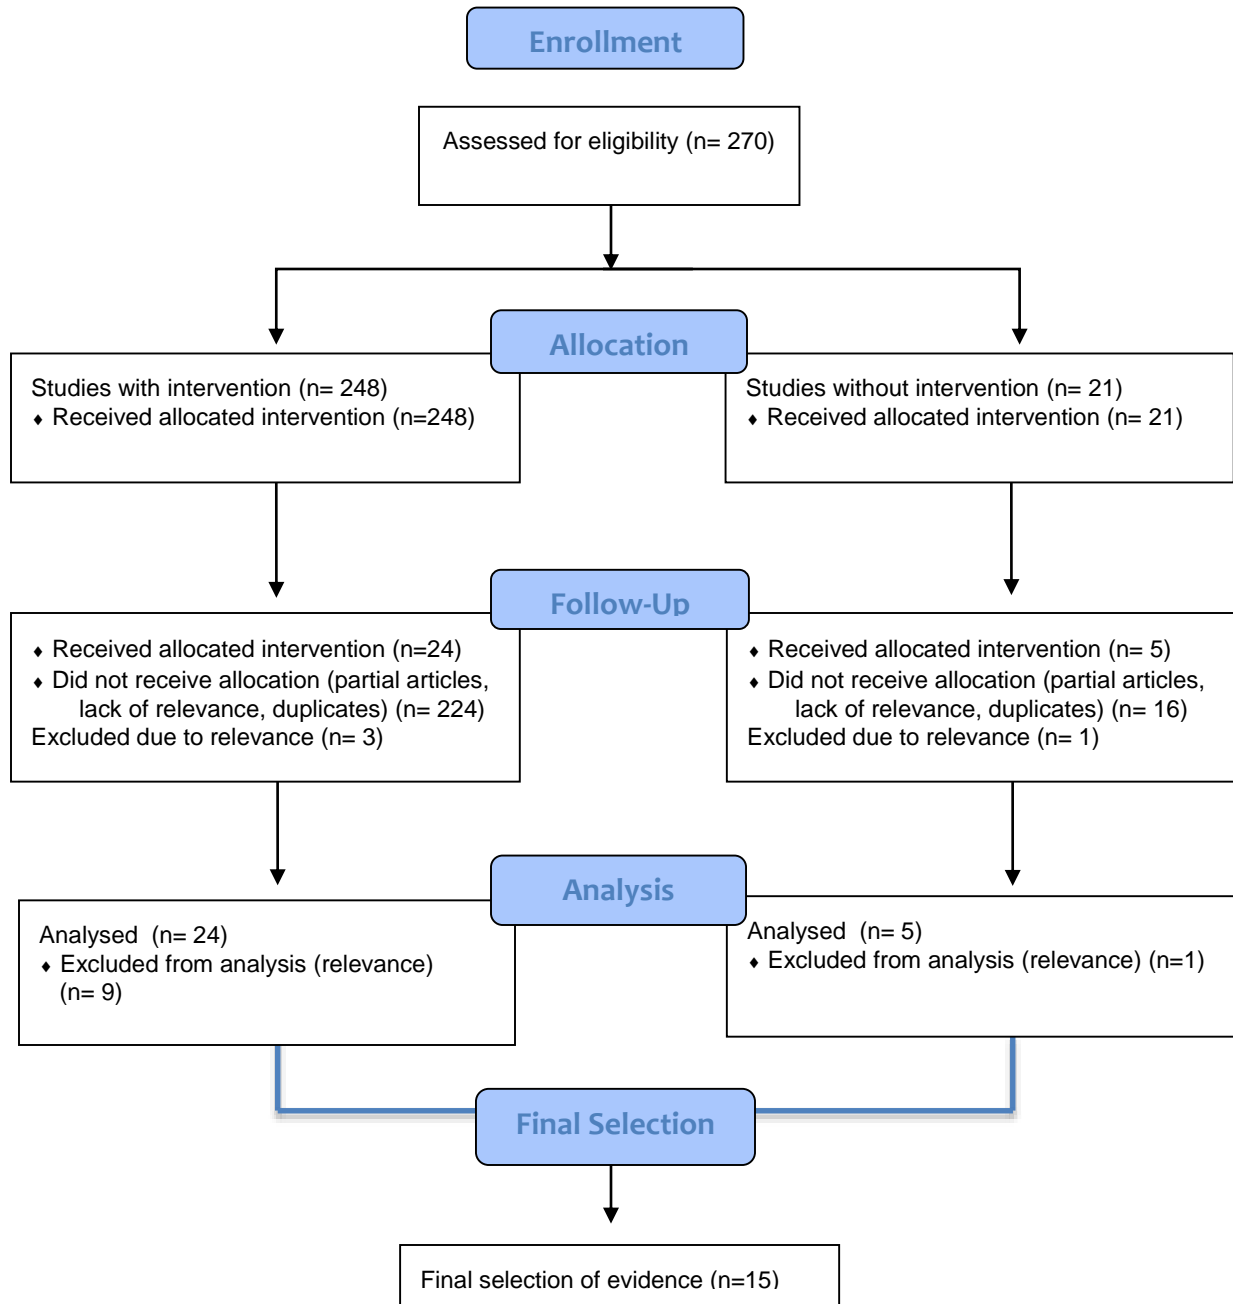 Enrollment
Assessed for eligibility (n= 270)
Allocation
Studies with intervention (n= 248)
♦ Received allocated intervention (n=248)
Studies without intervention (n= 21)
♦ Received allocated intervention (n= 21)
Follow-Up
♦ Received allocated intervention (n=24)
♦ Did not receive allocation (partial articles,
lack of relevance, duplicates) (n= 224)
Excluded due to relevance (n= 3)
♦ Received allocated intervention (n= 5)
♦ Did not receive allocation (partial articles,
lack of relevance, duplicates) (n= 16)
Excluded due to relevance (n= 1)
Analysis
Analysed (n= 24)
♦ Excluded from analysis (relevance)
(n= 9)
Analysed (n= 5)
♦ Excluded from analysis (relevance) (n=1)
Final Selection
Final selection of evidence (n=15)